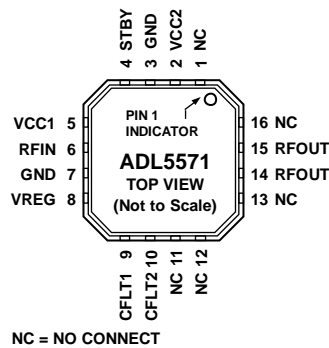 4 STBY
3 GND
2 VCC2
1 NC
PIN 1
INDICATOR
VCC1 5
RFIN 6
GND 7
VREG 8
ADL5571
TOP VIEW
(Not to Scale)
16 NC
15 RFOUT
14 RFOUT
13 NC
CFLT1 9
CFLT2 10
NC 11
NC 12
NC = NO CONNECT